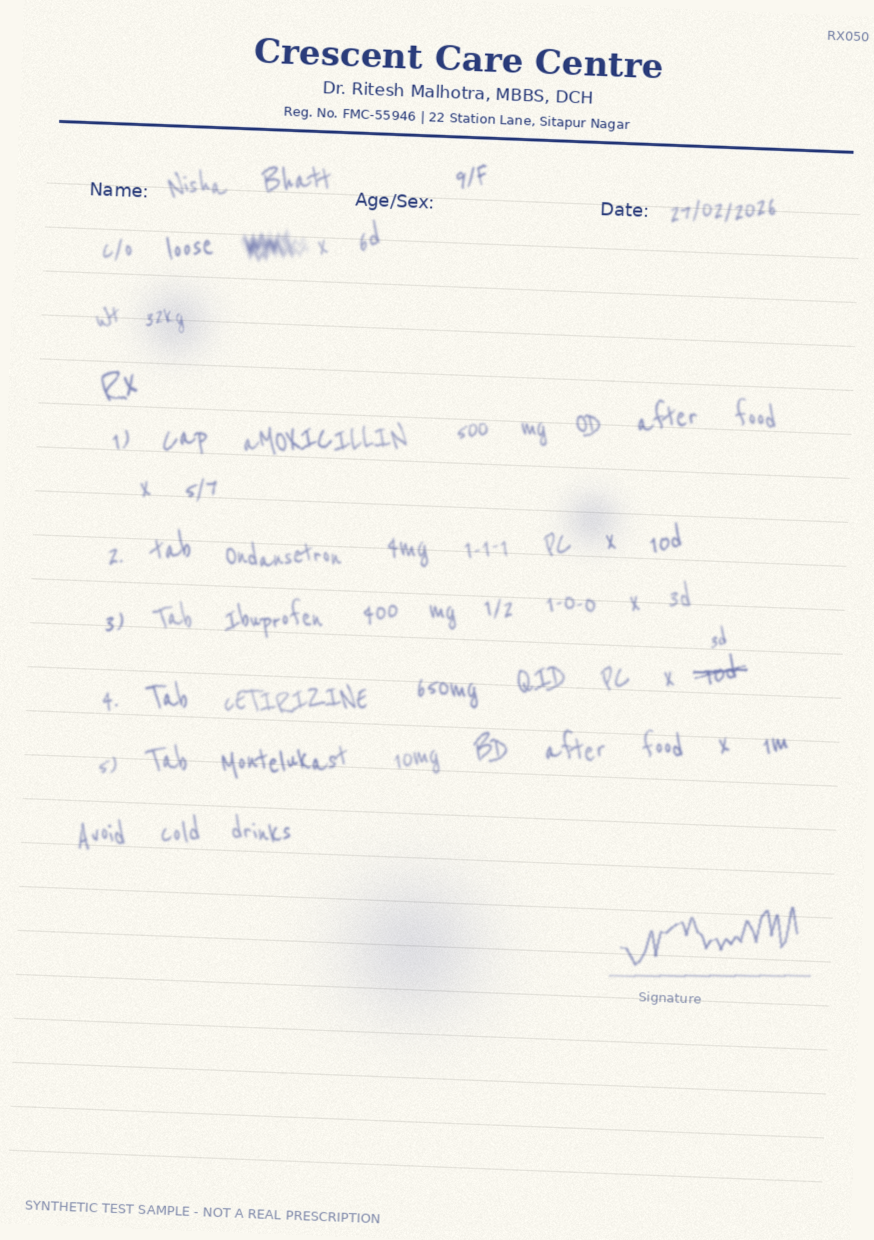 RX050
Crescent Care Centre
Dr. Ritesh Malhotra, MBBS, DCH
Reg. No. FMC-55946 | 22 Station Lane, Sitapur Nagar
Name: Nisha Bhatt Age/Sex: 9/F Date: 27/02/2026
c/o loose x 6d
wt 32kg
Rx
1) cap aMOXICILLIN 500 mg OD after food
x 5/7
2. tab Ondansetron 4mg 1-1-1 PC x 10d
3) Tab Ibuprofen 400 mg 1/2 1-0-0 x 3d
3d
4. Tab cETIRIZINE 650mg QID PC x 10d
5) Tab Montelukast 10mg BD after food x 1M
Avoid cold drinks
Signature
SYNTHETIC TEST SAMPLE - NOT A REAL PRESCRIPTION